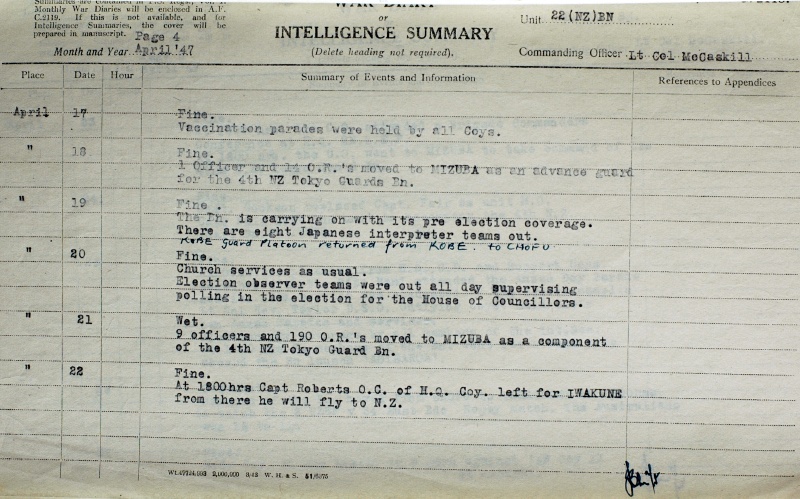 Monthly War Diaries will be enclosed in A.F.
C.2119. If this is not available, and for
Intelligence Summaries, the cover will be
prepared in manuscript. Page 4
Month and Year April '47
WAR DIARY
OR
INTELLIGENCE SUMMARY
(Delete heading not required).
Unit 22(NZ)BN
Commanding Officer Lt Col McCaskill
Place Date Hour Summary of Events and Information References to Appendices
April 17 Fine.
Vaccination parades were held by all Coys.
" 18 Fine.
1 Officer and 14 O.R.'s moved to MIZUBA as an advance guard
for the 4th NZ Tokyo Guards Bn.
" 19 Fine .
The Bn. is carrying on with its pre election coverage.
There are eight Japanese interpreter teams out.
KOBE Guard Platoon returned from KOBE. to CHOFU
" 20 Fine.
Church services as usual.
Election observer teams were out all day supervising
polling in the election for the House of Councillors.
" 21 Wet.
9 officers and 190 O.R.'s moved to MIZUBA as a component
of the 4th NZ Tokyo Guard Bn.
" 22 Fine.
At 1800hrs Capt Roberts O.C. of H.Q. Coy. left for IWAKUNE
from there he will fly to N.Z.
W. H. & S. 51/6375